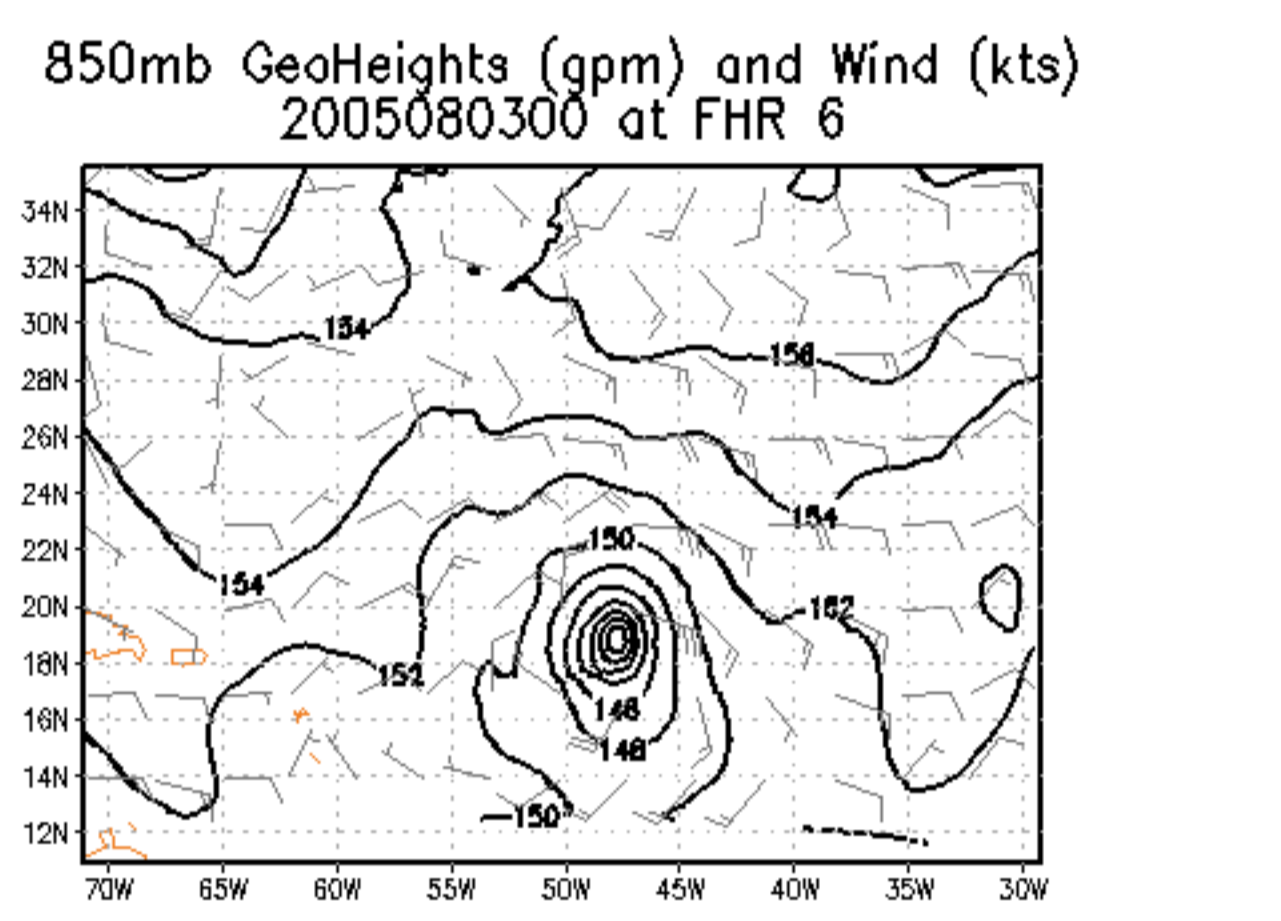 850mb GeoHeights (gpm) and Wind (kts)
2005080300 at FHR 6
34N
32N
30N
28N
26N
24N
22N
20N
18N
16N
14N
12N
154
156
154
154
150
152
152
146
148
150
70W
65W
60W
55W
50W
45W
40W
35W
30W